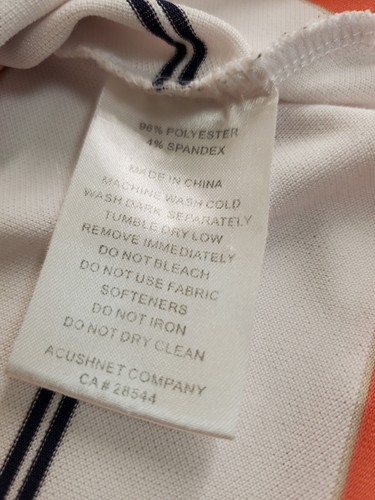 96% POLYESTER
4% SPANDEX
MADE IN CHINA
MACHINE WASH COLD
WASH DARK SEPARATELY
TUMBLE DRY LOW
REMOVE IMMEDIATELY
DO NOT BLEACH
DO NOT USE FABRIC
SOFTENERS
DO NOT IRON
DO NOT DRY CLEAN
ACUSHNET COMPANY
CA # 28544